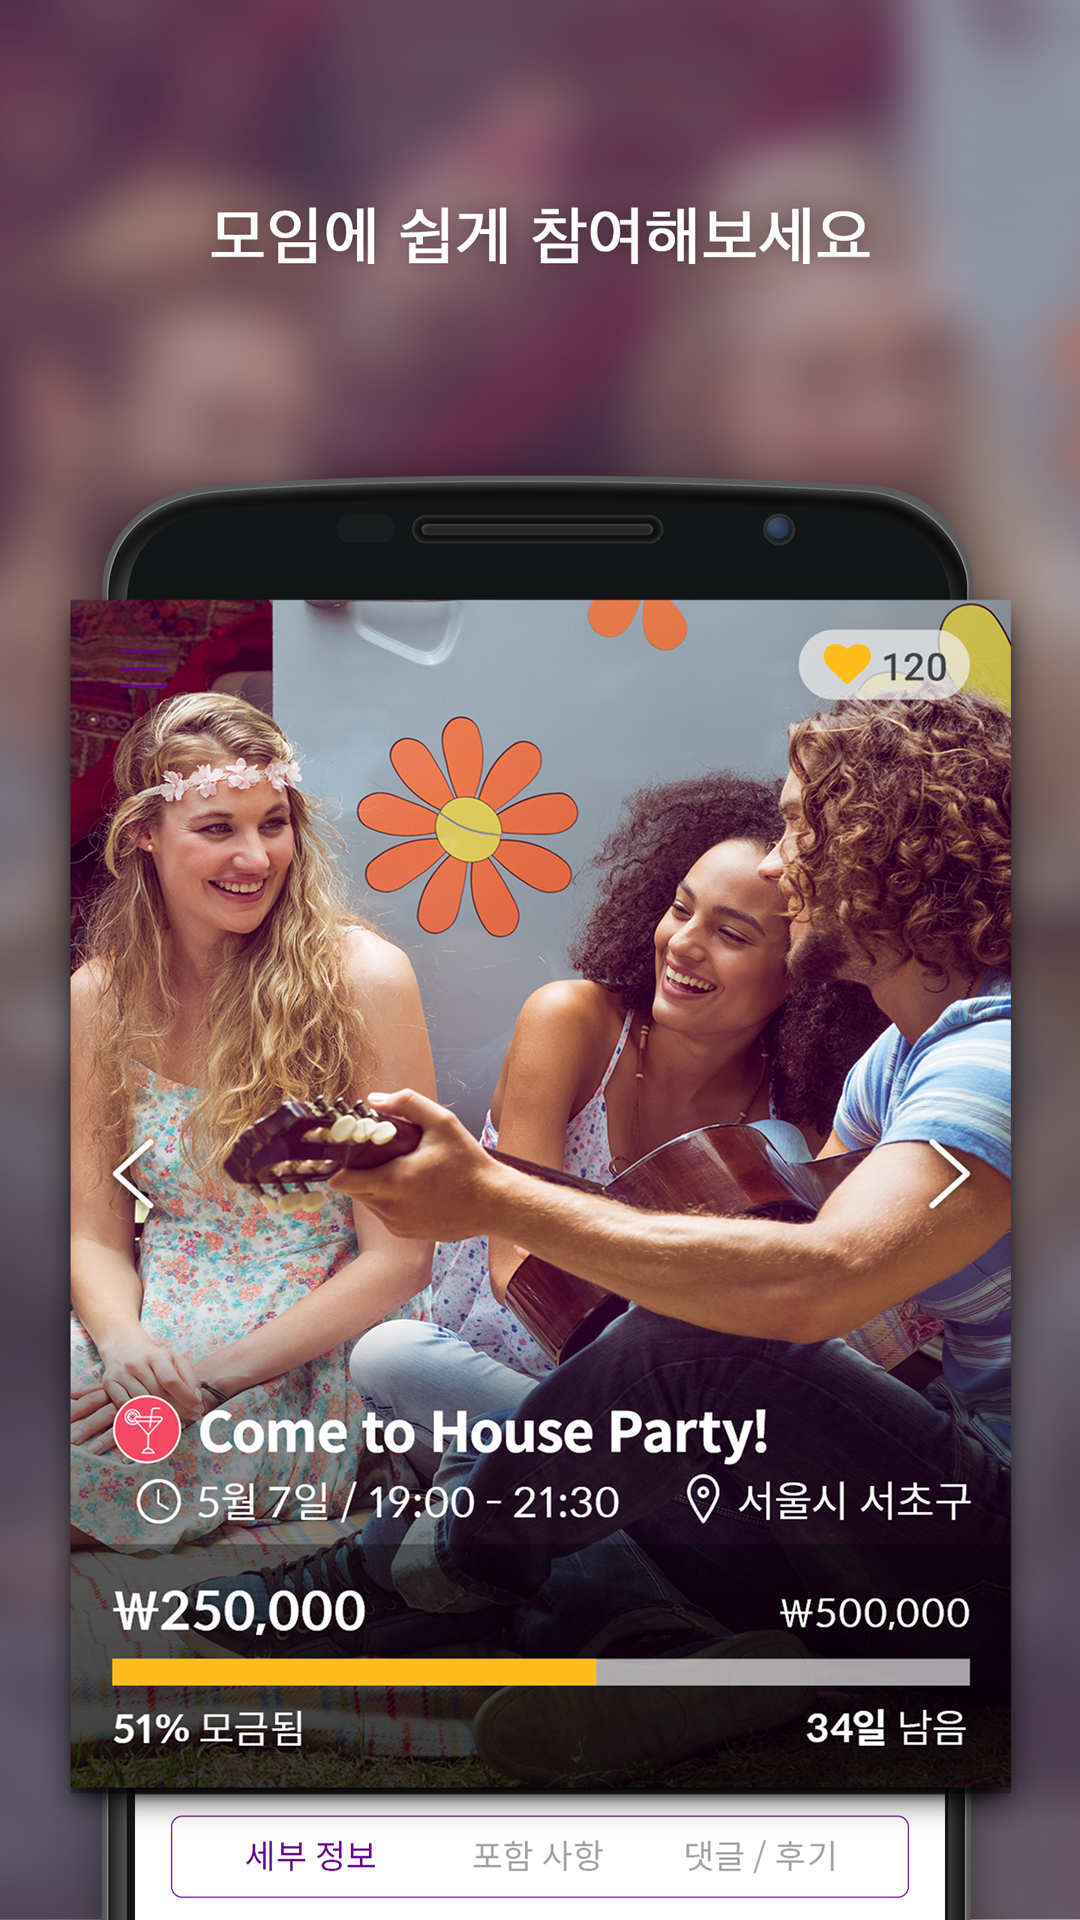 모임에 쉽게 참여해보세요
120
Come to House Party!
5월 7일 / 19:00 - 21:30 서울시 서초구
₩250,000 ₩500,000
51% 모금됨 34일 남음
세부 정보 포함 사항 댓글 / 후기